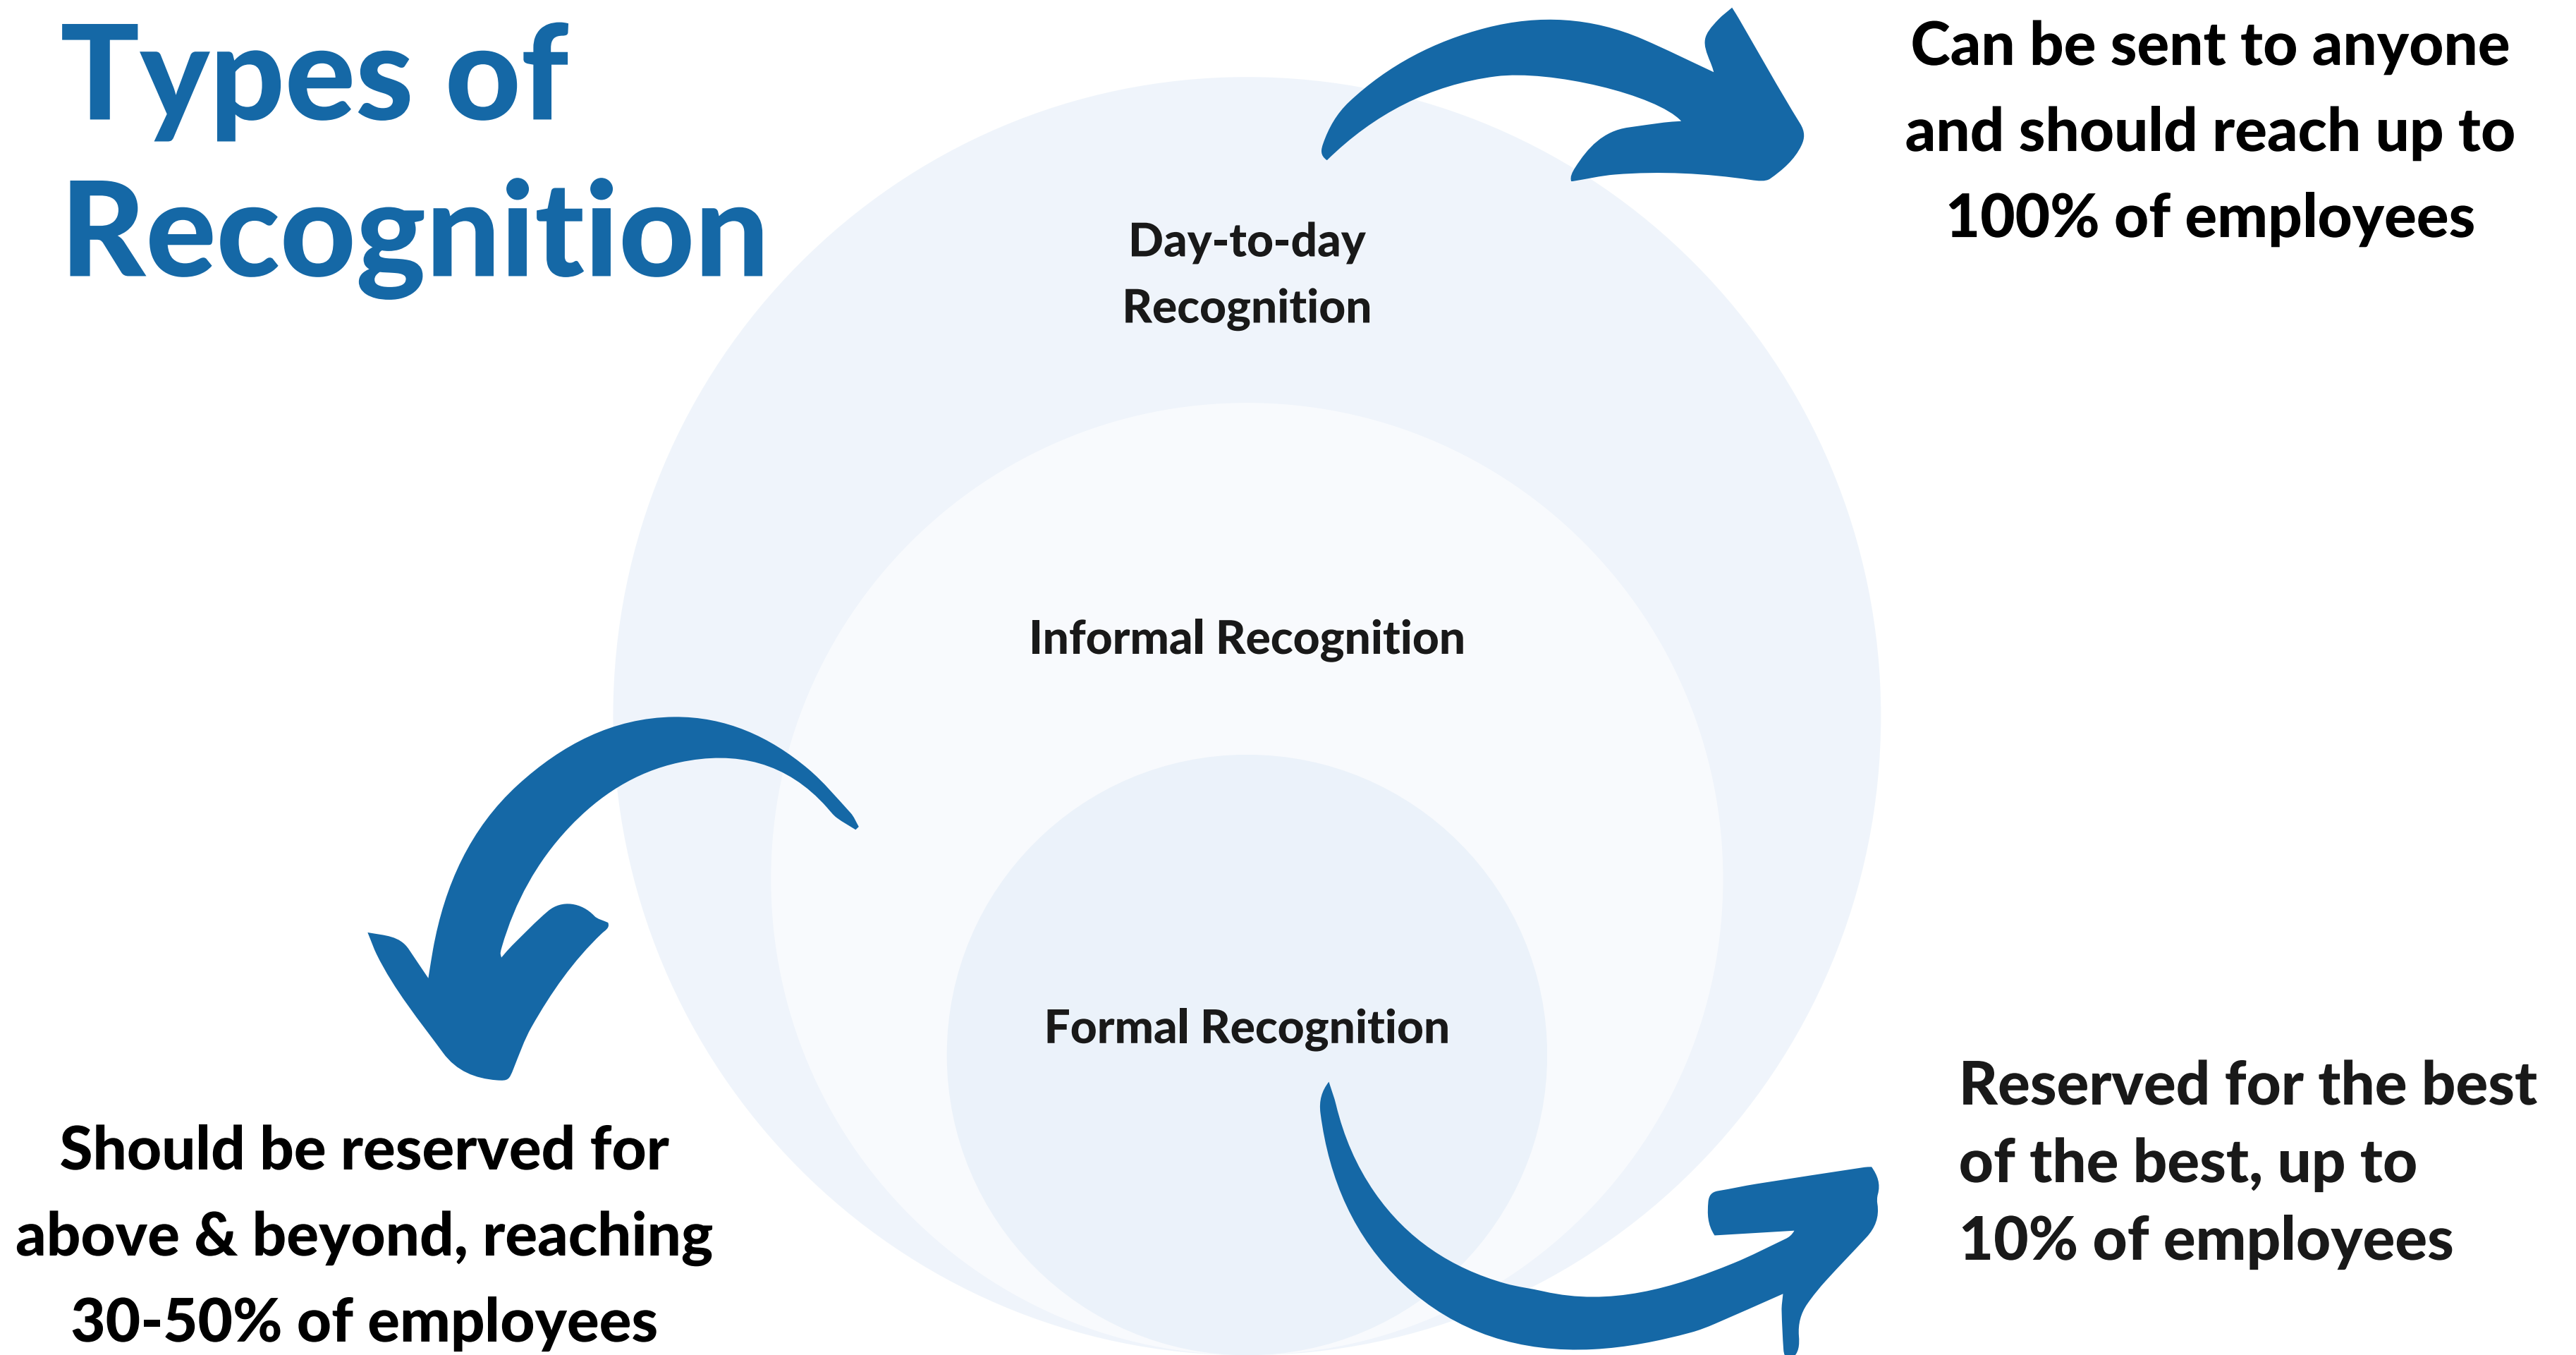 Types of
Recognition
Can be sent to anyone
and should reach up to
100% of employees
Day-to-day
Recognition
Informal Recognition
Formal Recognition
Should be reserved for
above & beyond, reaching
30-50% of employees
Reserved for the best
of the best, up to
10% of employees